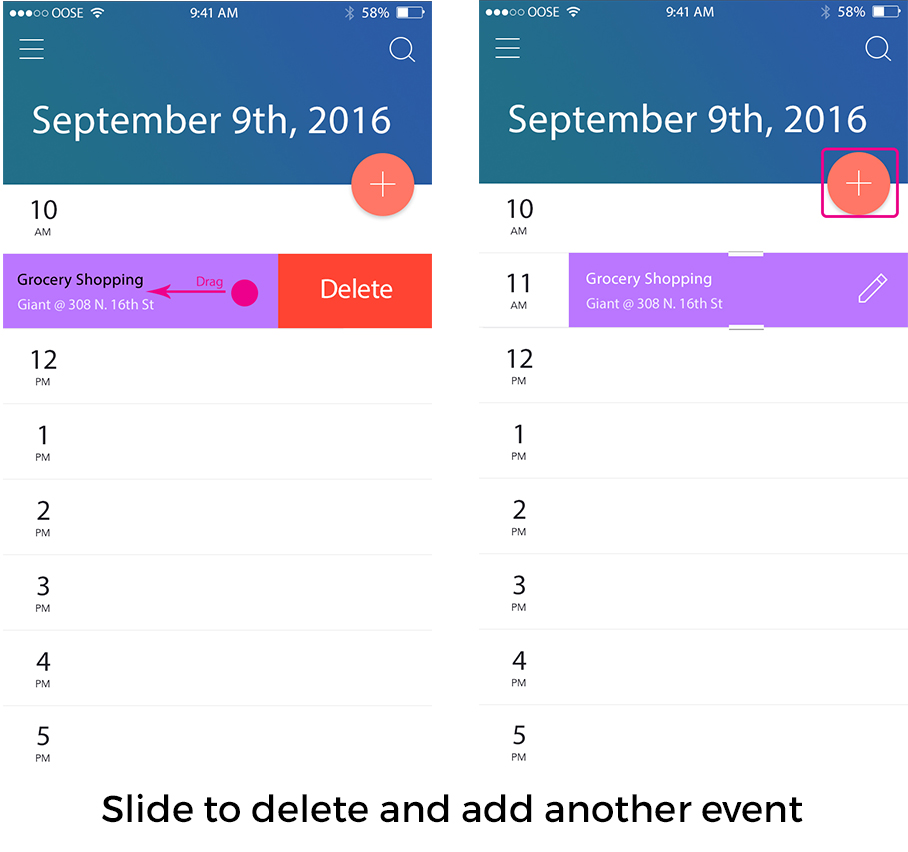 OOSE 9:41 AM 58%
September 9th, 2016
10
AM
Grocery Shopping
Drag
Giant @ 308 N. 16th St
Delete
12
PM
1
PM
2
PM
3
PM
4
PM
5
PM
OOSE 9:41 AM 58%
September 9th, 2016
10
AM
11
AM
Grocery Shopping
Giant @ 308 N. 16th St
12
PM
1
PM
2
PM
3
PM
4
PM
5
PM
Slide to delete and add another event